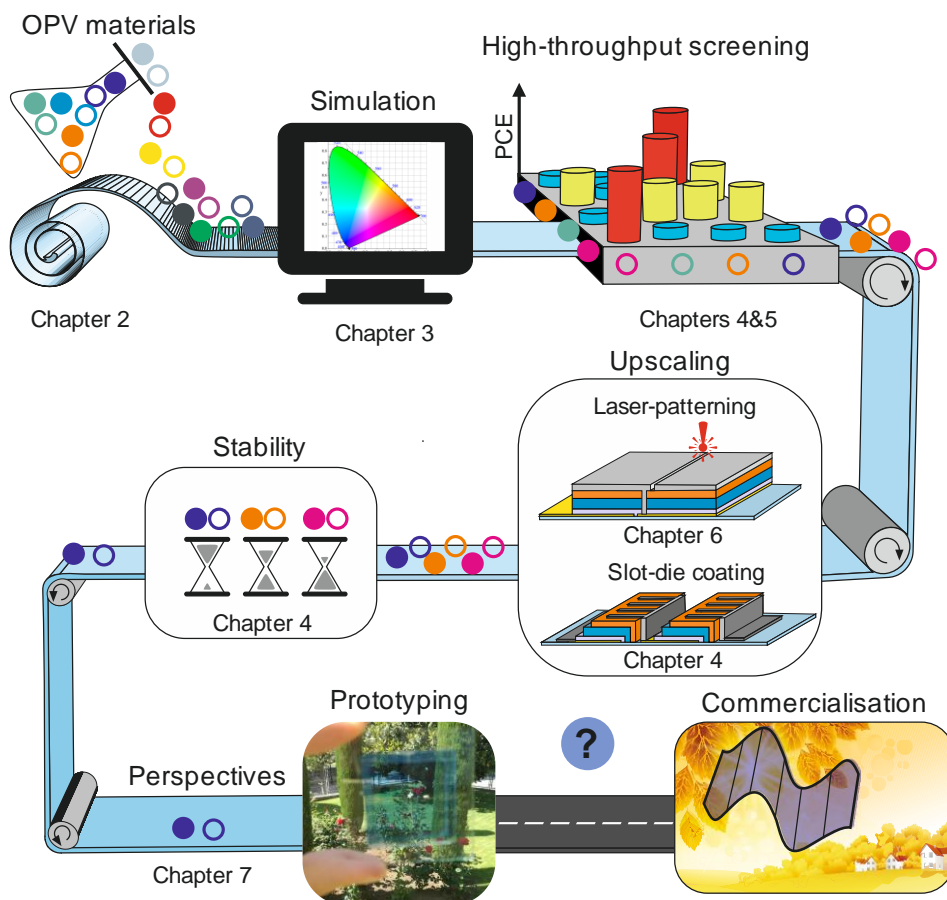 OPV materials
High-throughput screening
Simulation
PCE
Chapter 2
Chapter 3
Chapters 4&5
Upscaling
Laser-patterning
Stability
Chapter 6
Slot-die coating
Chapter 4
Chapter 4
Prototyping
Commercialisation
?
Perspectives
Chapter 7